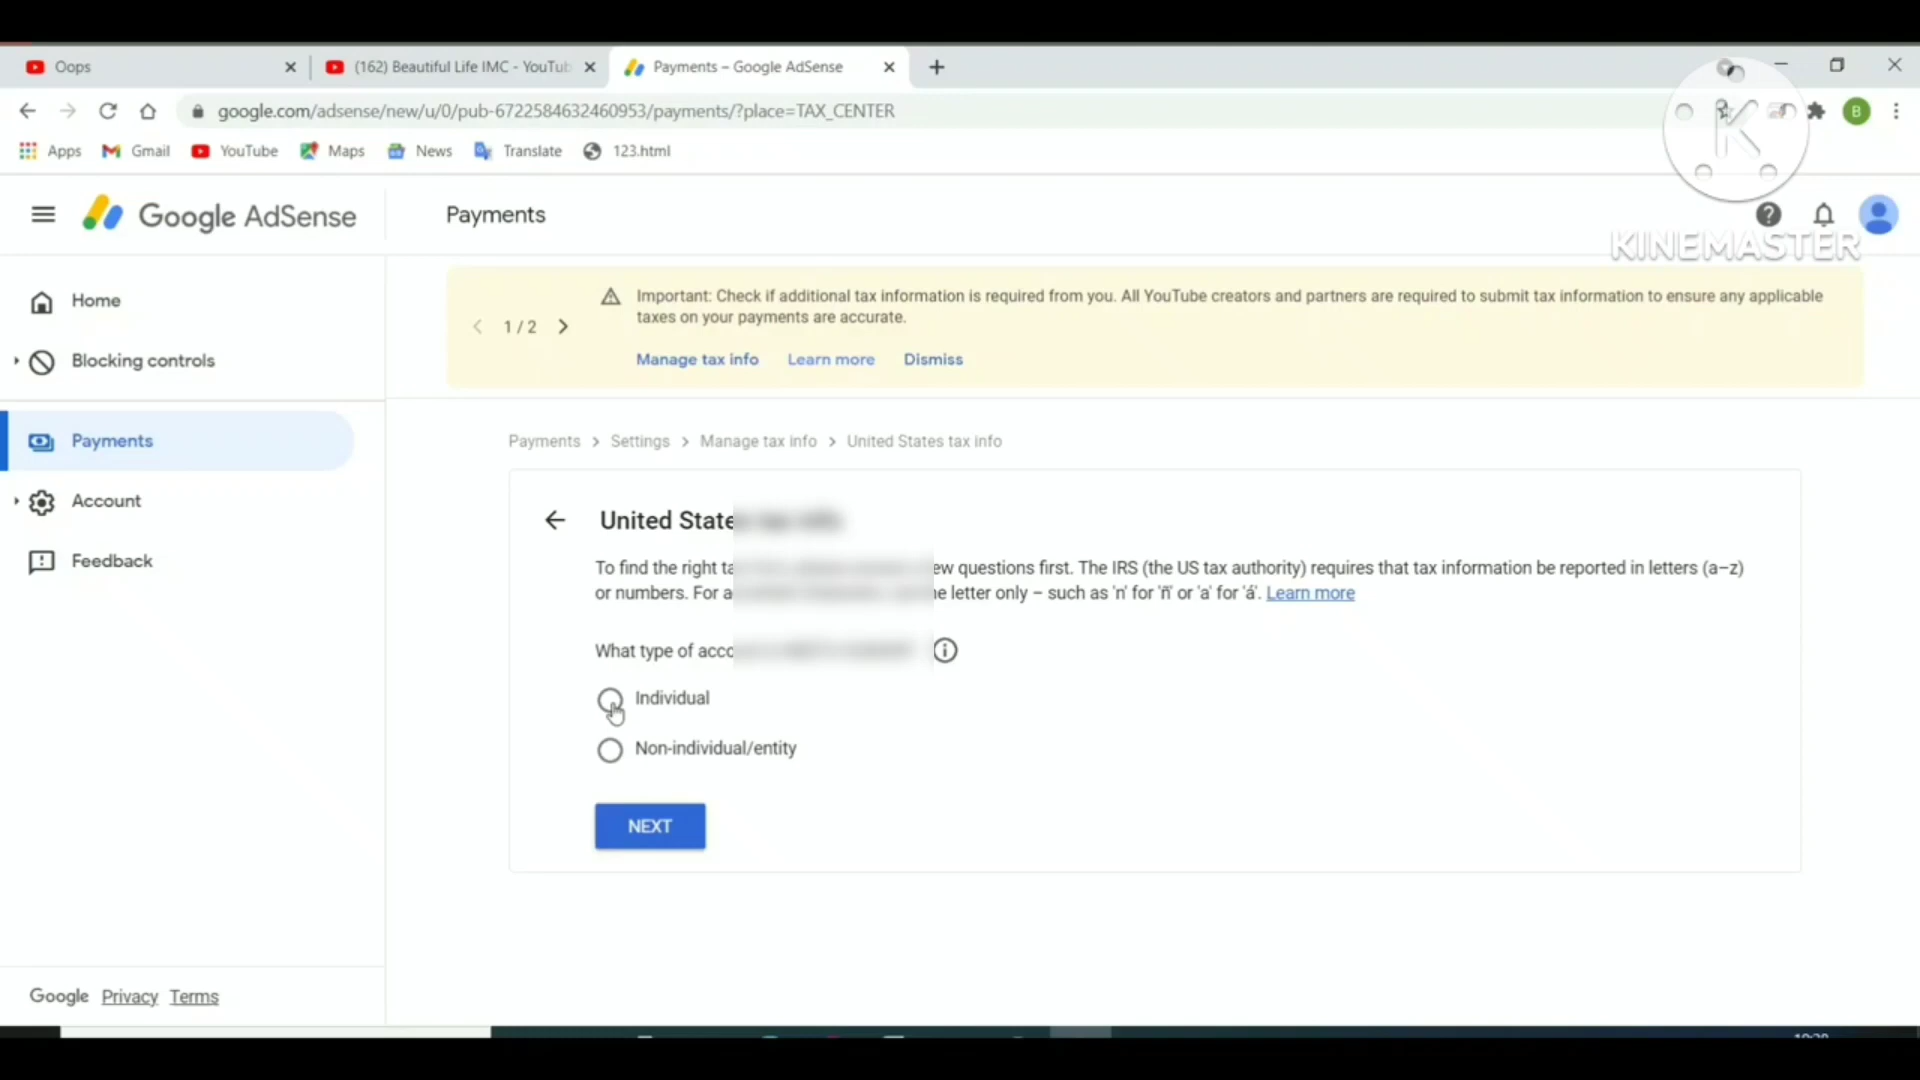 Oops
(162) Beautiful Life IMC - YouTub
Payments – Google AdSense
google.com/adsense/new/u/0/pub-6722584632460953/payments/?place=TAX_CENTER
B
Apps
Gmail
YouTube
Maps
News
Translate
123.html
K
KINEMASTER
Google AdSense
Payments
Home
Blocking controls
Payments
Account
Feedback
1 / 2
Important: Check if additional tax information is required from you. All YouTube creators and partners are required to submit tax information to ensure any applicable
taxes on your payments are accurate.
Manage tax info Learn more Dismiss
Payments > Settings > Manage tax info > United States tax info
United State
To find the right ta ew questions first. The IRS (the US tax authority) requires that tax information be reported in letters (a–z)
or numbers. For a he letter only – such as 'n' for 'ñ' or 'a' for 'á'. Learn more
What type of acco
Individual
Non-individual/entity
NEXT
Google Privacy Terms